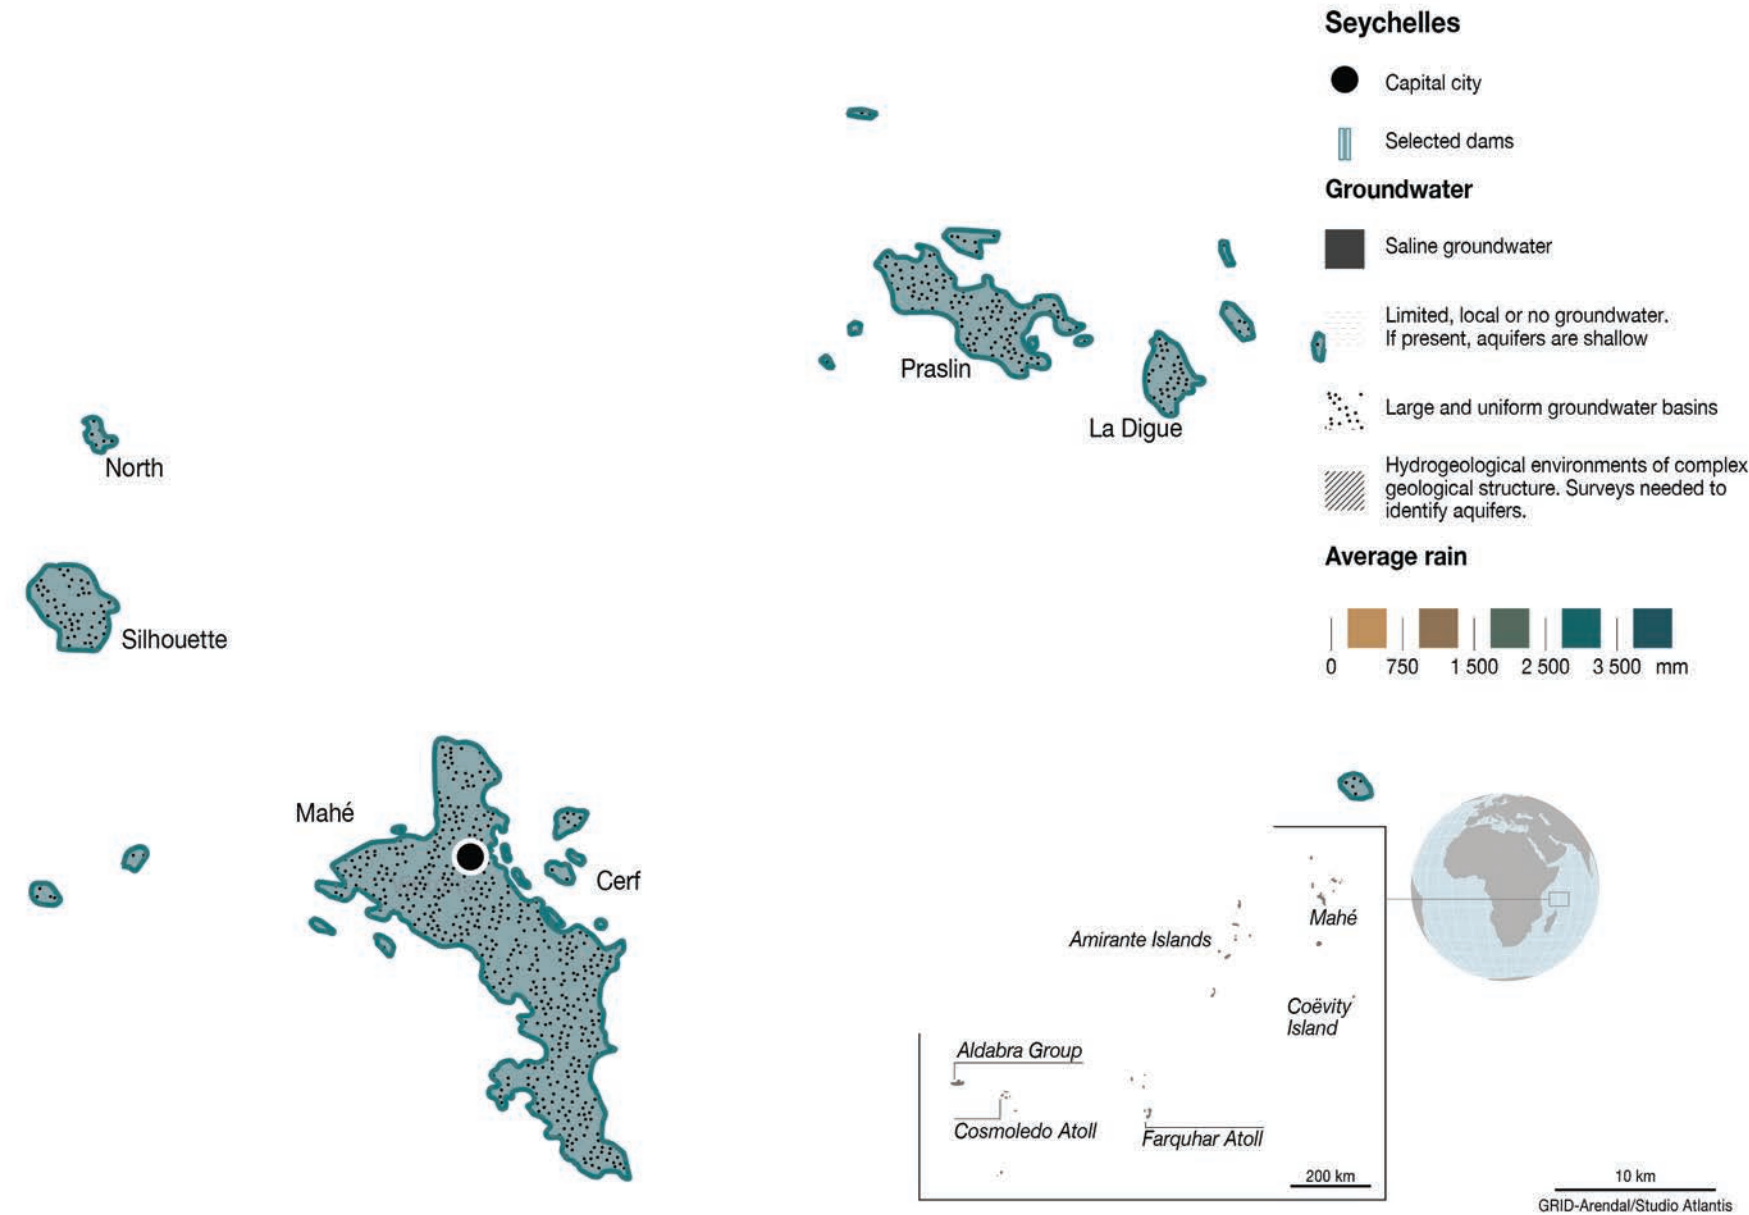 Seychelles
Capital city
Selected dams
Groundwater
Saline groundwater
Limited, local or no groundwater.
If present, aquifers are shallow
Large and uniform groundwater basins
Hydrogeological environments of complex
geological structure. Surveys needed to
identify aquifers.
Average rain
0 750 1 500 2 500 3 500 mm
Praslin
La Digue
North
Silhouette
Mahé
Cerf
Mahé
Amirante Islands
Coëvity
Island
Aldabra Group
Cosmoledo Atoll
Farquhar Atoll
200 km
10 km
GRID-Arendal/Studio Atlantis